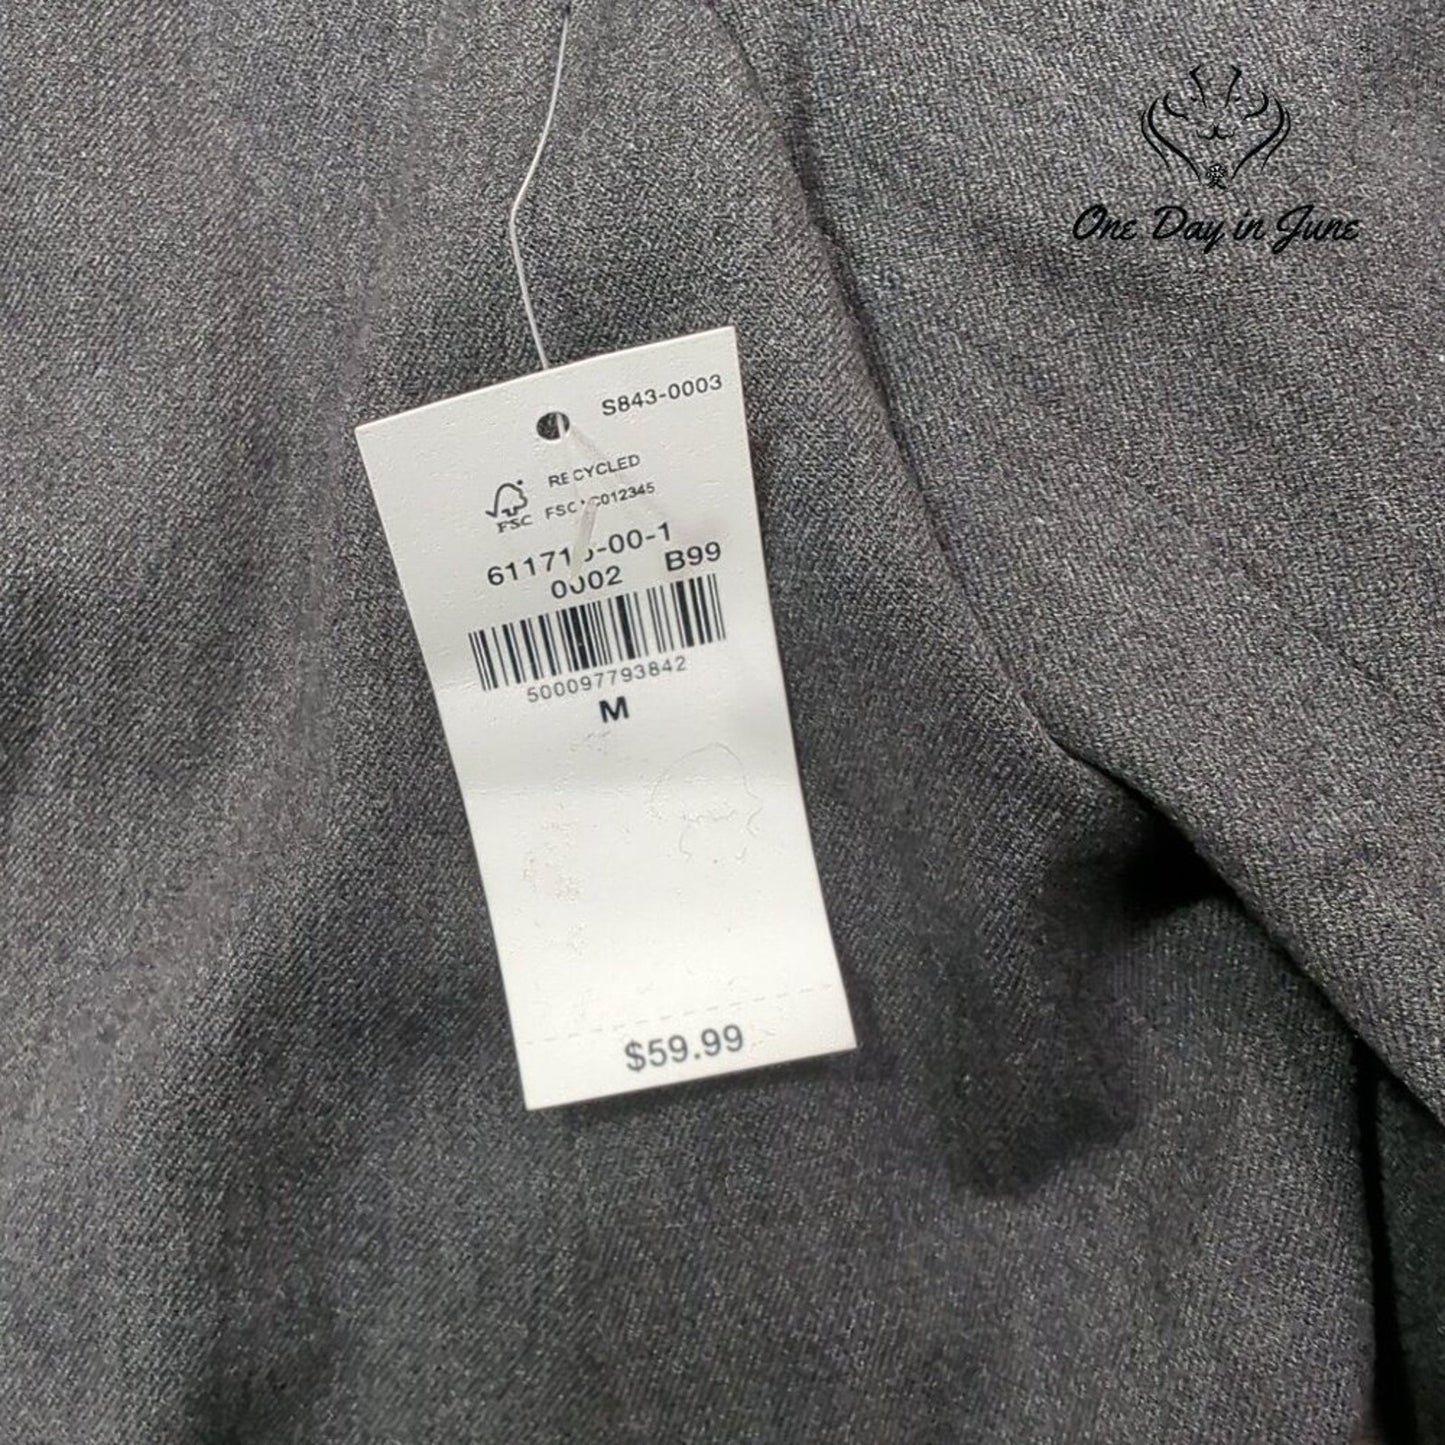 One Day in June
S843-0003
RECYCLED
FSC
0002 B99
500097793842
M
$59.99